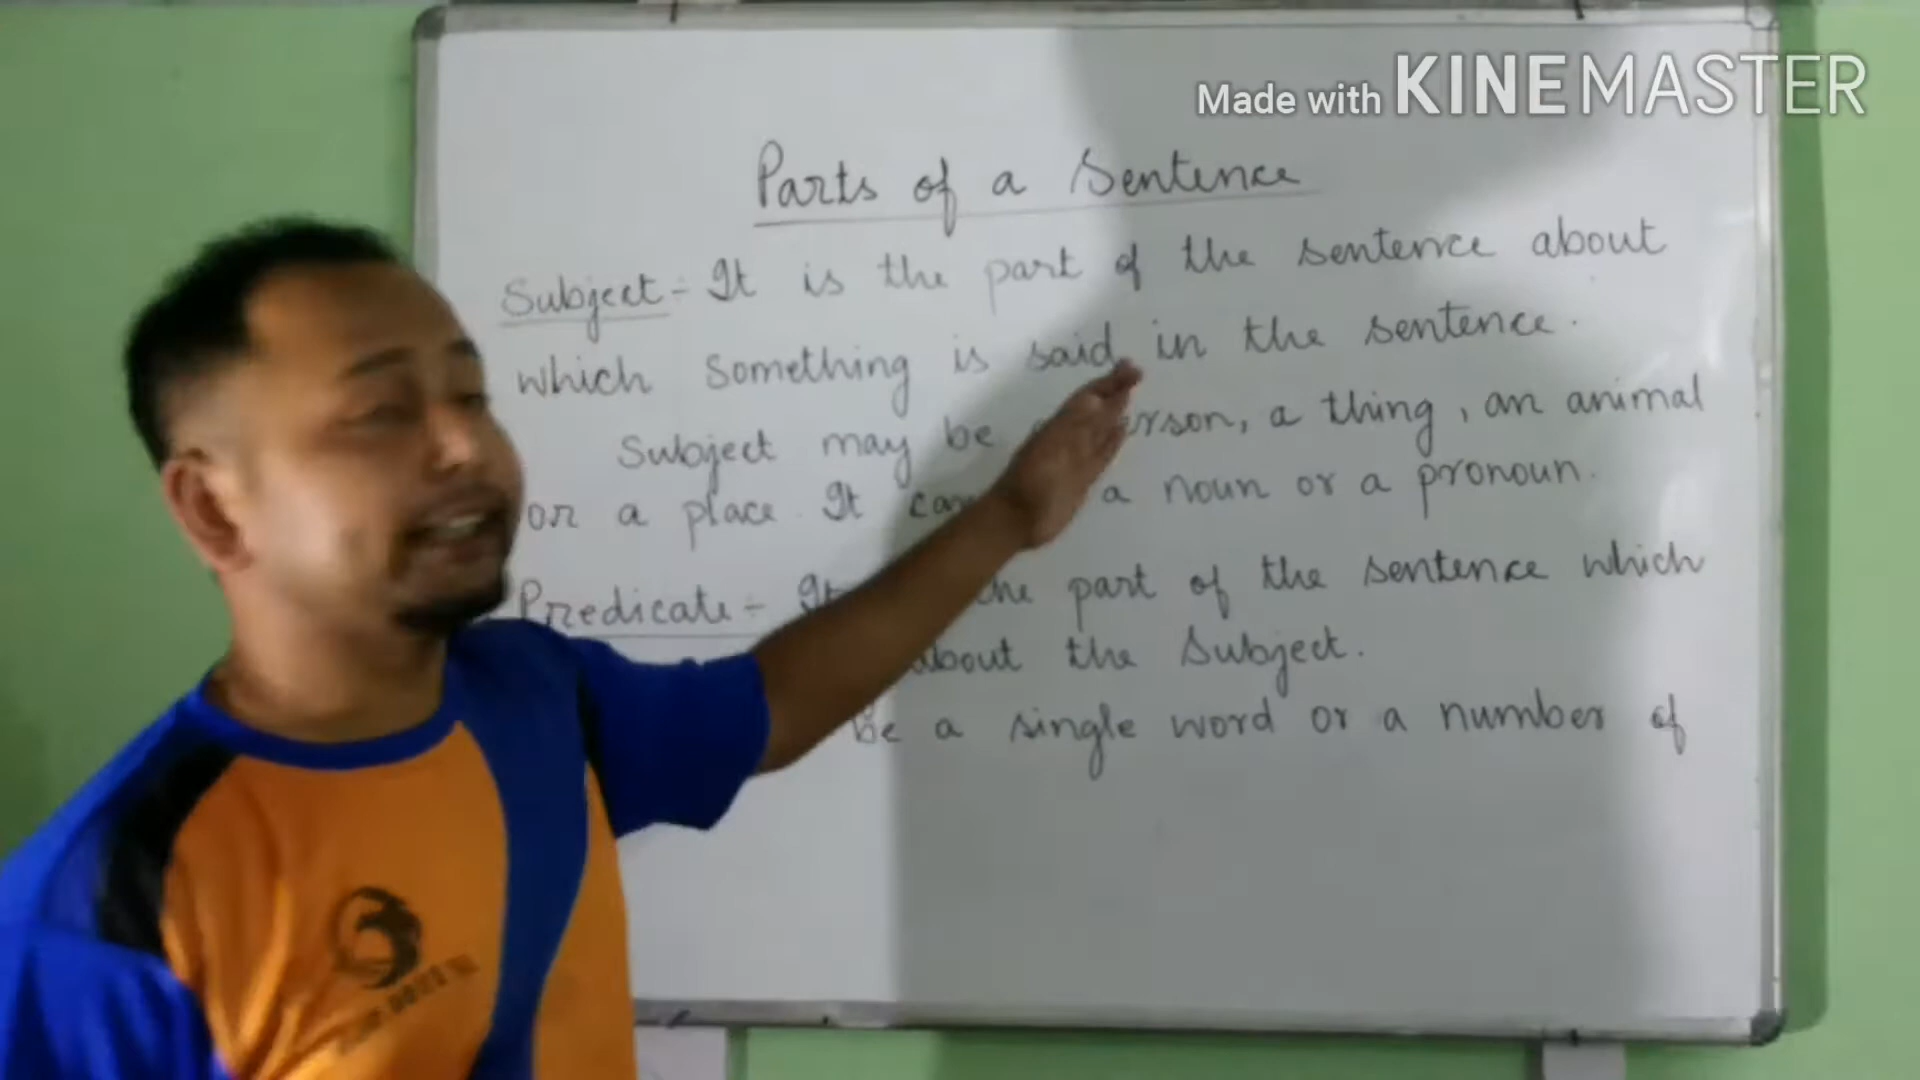 Made with KINEMASTER
Parts of a Sentence
Subject:- It is the part of the sentence about
which something is said in the sentence.
Subject may be person, a thing, an animal
or a place. It can a noun or a pronoun.
Predicate:- It the part of the sentence which
about the Subject.
be a single word or a number of